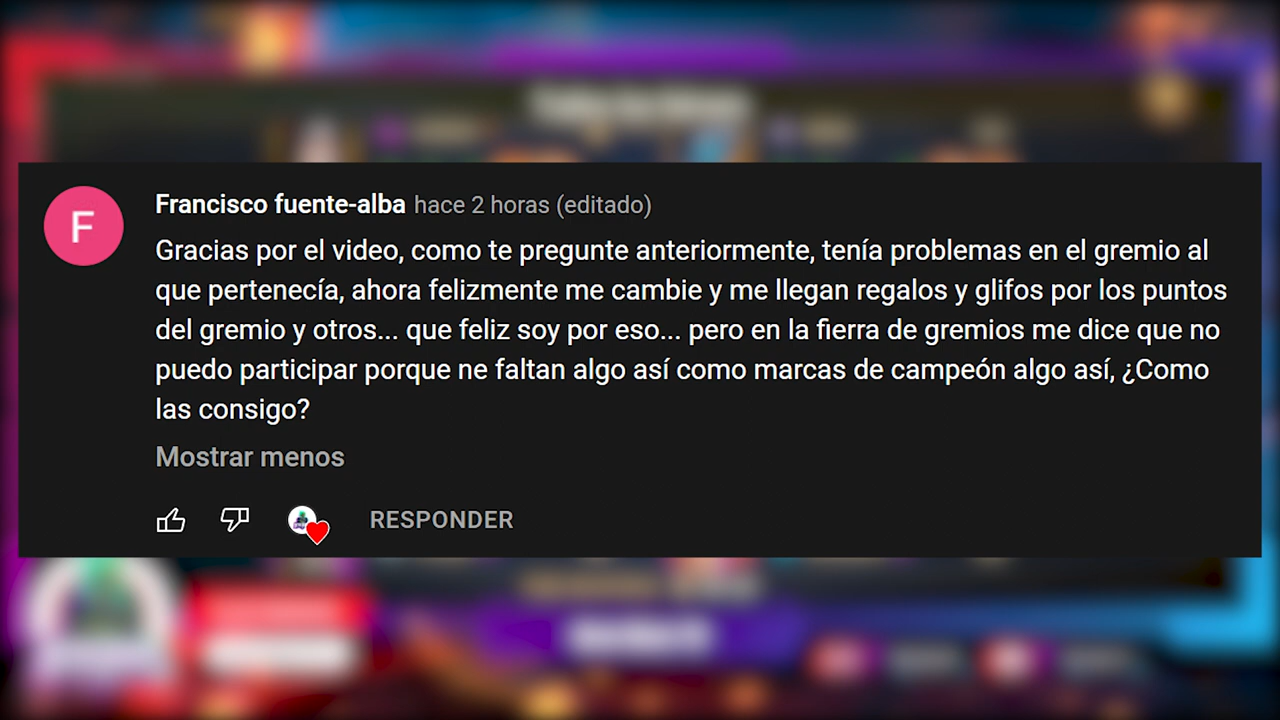 F
Francisco fuente-alba hace 2 horas (editado)
Gracias por el video, como te pregunte anteriormente, tenía problemas en el gremio al
que pertenecía, ahora felizmente me cambie y me llegan regalos y glifos por los puntos
del gremio y otros... que feliz soy por eso... pero en la fierra de gremios me dice que no
puedo participar porque ne faltan algo así como marcas de campeón algo así, ¿Como
las consigo?
Mostrar menos
RESPONDER